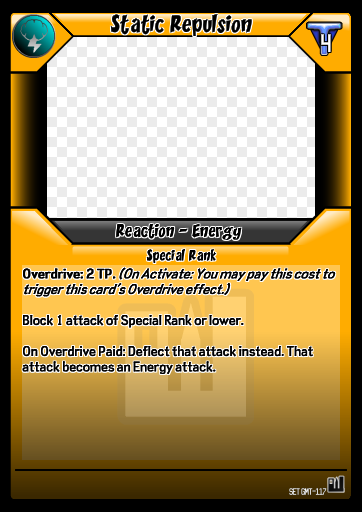 Static Repulsion
4
Reaction - Energy
Special Rank
Overdrive: 2 TP. (On Activate: You may pay this cost to
trigger this card's Overdrive effect.)
Block 1 attack of Special Rank or lower.
On Overdrive Paid: Deflect that attack instead. That
attack becomes an Energy attack.
SET GMT-117